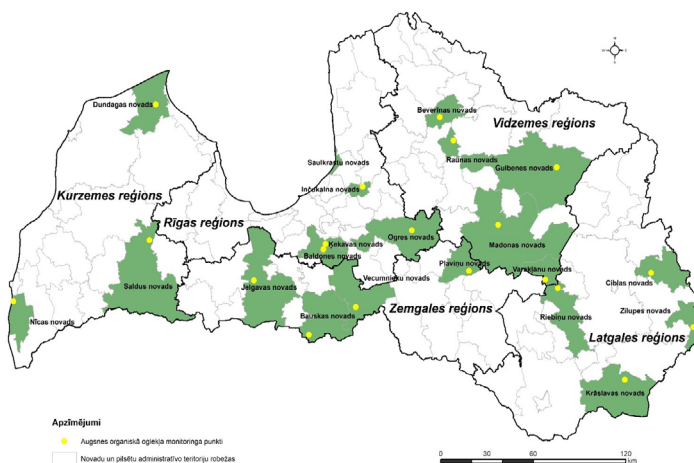 Dundagas novads
Beverīnas novads
Vidzemes reģions
Saulkrastu novads
Raunas novads
Gulbenes novads
Inčukalna novads
Kurzemes reģions
Rīgas reģions
Ķekavas novads
Ogres novads
Baldones novads
Madonas novads
Pļaviņu novads
Varakļānu novads
Vecumnieku novads
Saldus novads
Jelgavas novads
Ciblas novads
Zilupes novads
Bauskas novads
Zemgales reģions
Riebiņu novads
Nīcas novads
Latgales reģions
Krāslavas novads
Apzīmējumi
Augsnes organiskā oglekļa monitoringa punkti
Novadu un pilsētu administratīvo teritoriju robežas
0 30 60 120
km